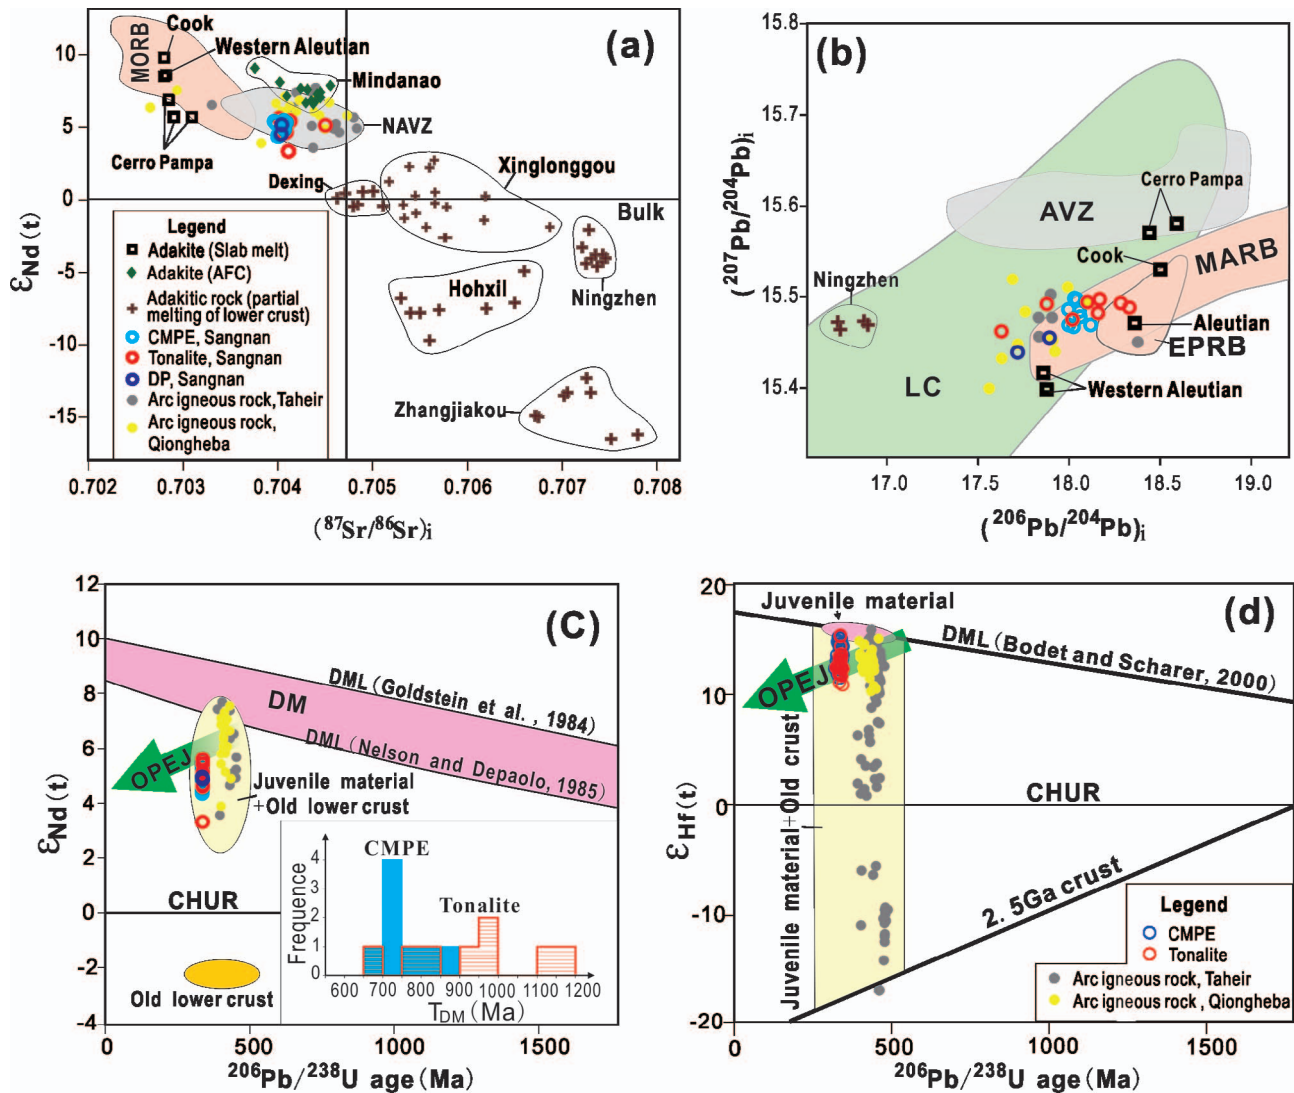 (a)
10
5
0
-5
-10
-15
εNd (t)
MORB
Cook
Western Aleutian
Mindanao
NAVZ
Cerro Pampa
Dexing
Xinglonggou
Bulk
Hohxil
Ningzhen
Zhangjiakou
Legend
Adakite (Slab melt)
Adakite (AFC)
Adakitic rock (partial
melting of lower crust)
CMPE, Sangnan
Tonalite, Sangnan
DP, Sangnan
Arc igneous rock, Taheir
Arc igneous rock,
Qiongheba
0.702 0.703 0.704 0.705 0.706 0.707 0.708
(⁸⁷Sr/⁸⁶Sr)i
(b)
15.8
15.7
15.6
15.5
15.4
(²⁰⁷Pb/²⁰⁴Pb)i
Cerro Pampa
AVZ
Cook
MARB
Ningzhen
Aleutian
EPRB
LC
Western Aleutian
17.0 17.5 18.0 18.5 19.0
(²⁰⁶Pb/²⁰⁴Pb)i
(C)
12
10
8
6
4
2
0
-2
-4
εNd (t)
DML (Goldstein et al. , 1984)
DM
DML (Nelson and Depaolo, 1985)
OPEJ
Juvenile material
+Old lower crust
CHUR
Old lower crust
Frequence
4
3
2
1
0
CMPE
Tonalite
600 700 800 900 1000 1100 1200
TDM (Ma)
0 500 1000 1500
²⁰⁶Pb/²³⁸U age (Ma)
(d)
20
10
0
-10
-20
εHf (t)
Juvenile material
DML (Bodet and Scharer, 2000)
OPEJ
Juvenile material+Old crust
CHUR
2. 5Ga crust
Legend
CMPE
Tonalite
Arc igneous rock, Taheir
Arc igneous rock , Qiongheba
0 500 1000 1500
²⁰⁶Pb/²³⁸U age (Ma)